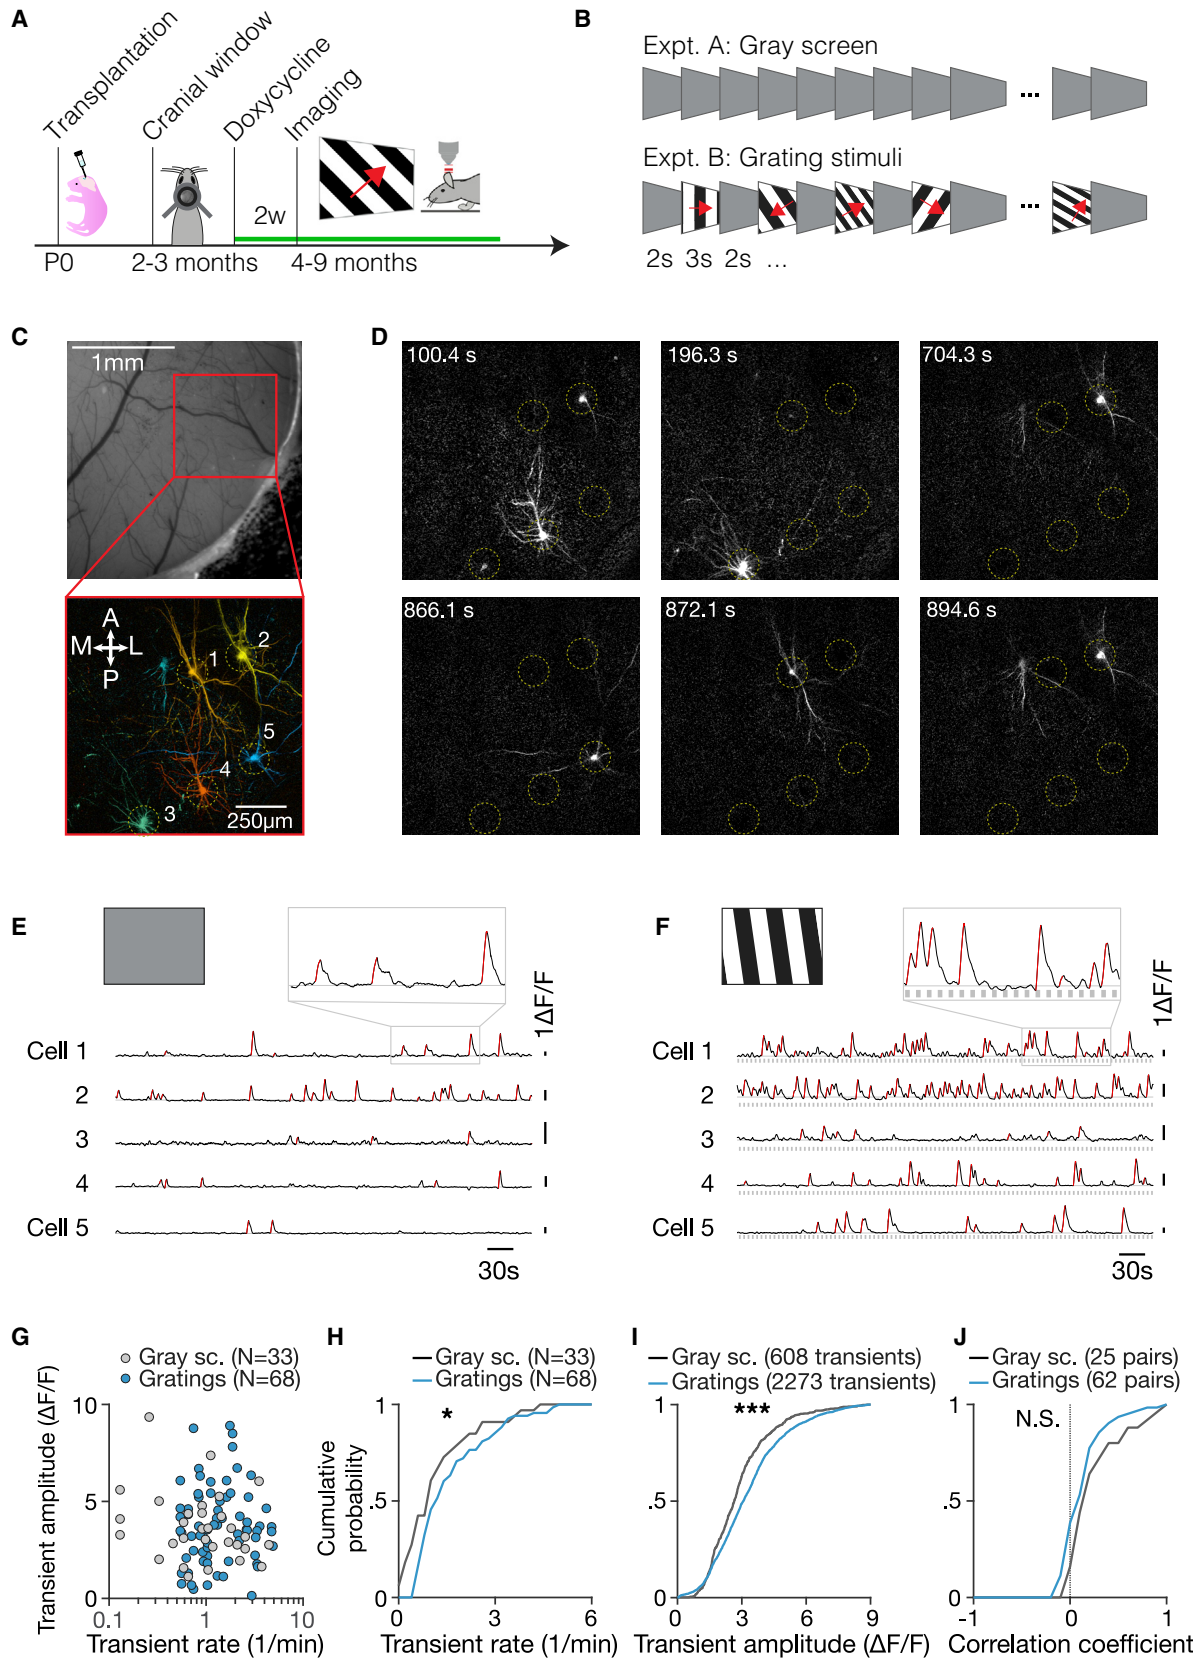 A
Transplantation
Cranial window
Doxycycline
Imaging
2w
P0
2-3 months
4-9 months
B
Expt. A: Gray screen
...
Expt. B: Grating stimuli
...
2s 3s 2s ...
C
1mm
A
M L
P
1
2
5
4
3
250µm
D
100.4 s
196.3 s
704.3 s
866.1 s
872.1 s
894.6 s
E
1ΔF/F
Cell 1
2
3
4
Cell 5
30s
F
1ΔF/F
Cell 1
2
3
4
Cell 5
30s
G
Gray sc. (N=33)
Gratings (N=68)
Transient amplitude (ΔF/F)
10
5
0
0.1 1 10
Transient rate (1/min)
H
Gray sc. (N=33)
Gratings (N=68)
*
Cumulative
probability
1
.5
0
0 6
Transient rate (1/min)
I
Gray sc. (608 transients)
Gratings (2273 transients)
***
1
.5
0
0 3 6 9
Transient amplitude (ΔF/F)
J
Gray sc. (25 pairs)
Gratings (62 pairs)
N.S.
1
.5
0
-1 0 1
Correlation coefficient